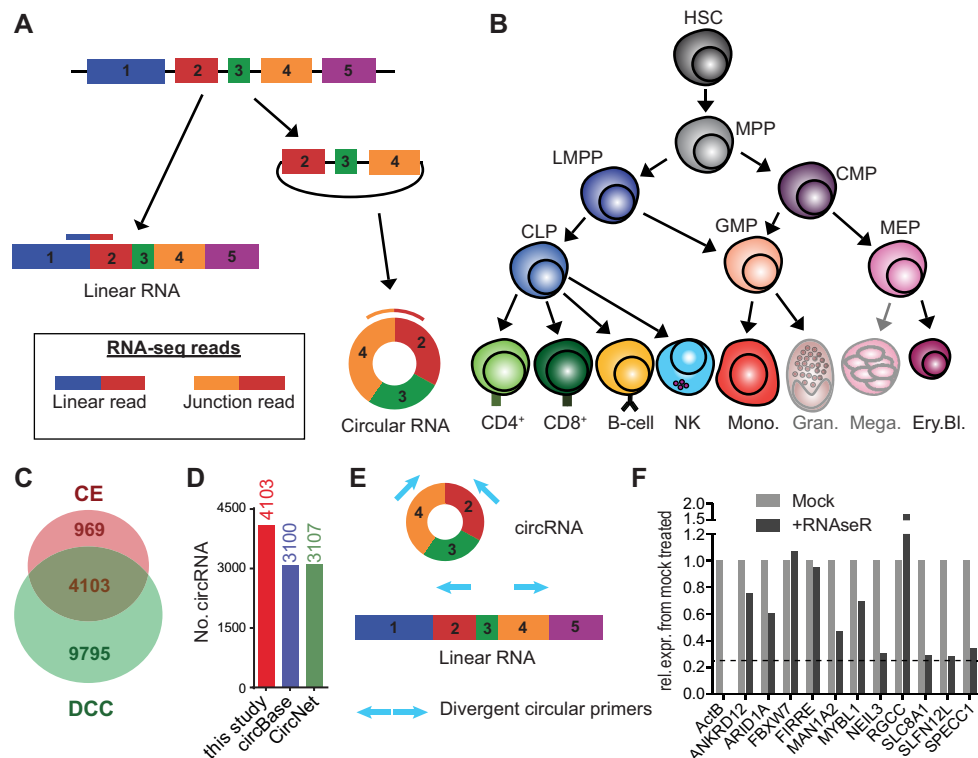 A
1 2 3 4 5
2 3 4
1 2 3 4 5
Linear RNA
4 2 3
Circular RNA
RNA-seq reads
Linear read
Junction read
B
HSC
MPP
LMPP
CMP
CLP
GMP
MEP
CD4+ CD8+ B-cell NK Mono. Gran. Mega. Ery.Bl.
C
CE
969
4103
9795
DCC
D
No. circRNA
4500
3000
1500
0
4103
3100
3107
this study
circBase
CircNet
E
4 2 3
circRNA
1 2 3 4 5
Linear RNA
Divergent circular primers
F
Mock
+RNAseR
rel. expr. from mock treated
2.0
1.5
1.2
1.0
0.8
0.6
0.4
0.2
0.0
ActB
ANKRD12
ARID1A
FBXW7
FIRRE
MAN1A2
MYBL1
NEIL3
RGCC
SLC8A1
SLFN12L
SPECC1